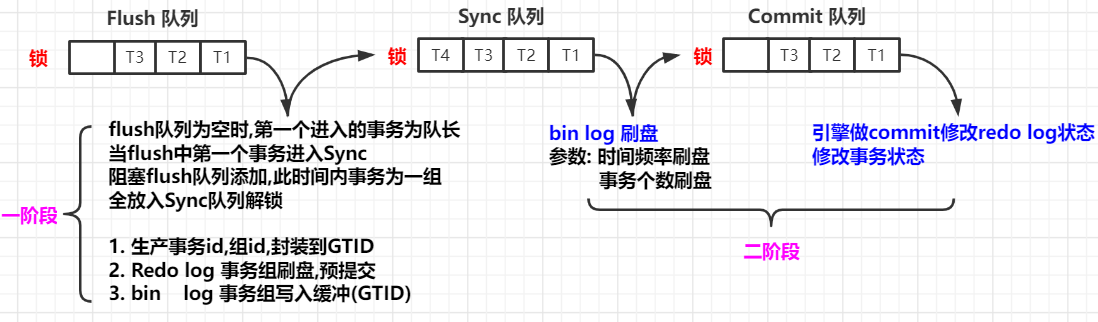 Flush 队列
Sync 队列
Commit 队列
锁
T3 T2 T1
锁
T4 T3 T2 T1
锁
T3 T2 T1
一阶段
flush队列为空时,第一个进入的事务为队长
当flush中第一个事务进入Sync
阻塞flush队列添加,此时间内事务为一组
全放入Sync队列解锁
1. 生产事务id,组id,封装到GTID
2. Redo log 事务组刷盘,预提交
3. bin log 事务组写入缓冲(GTID)
bin log 刷盘
参数: 时间频率刷盘
事务个数刷盘
引擎做commit修改redo log状态
修改事务状态
二阶段